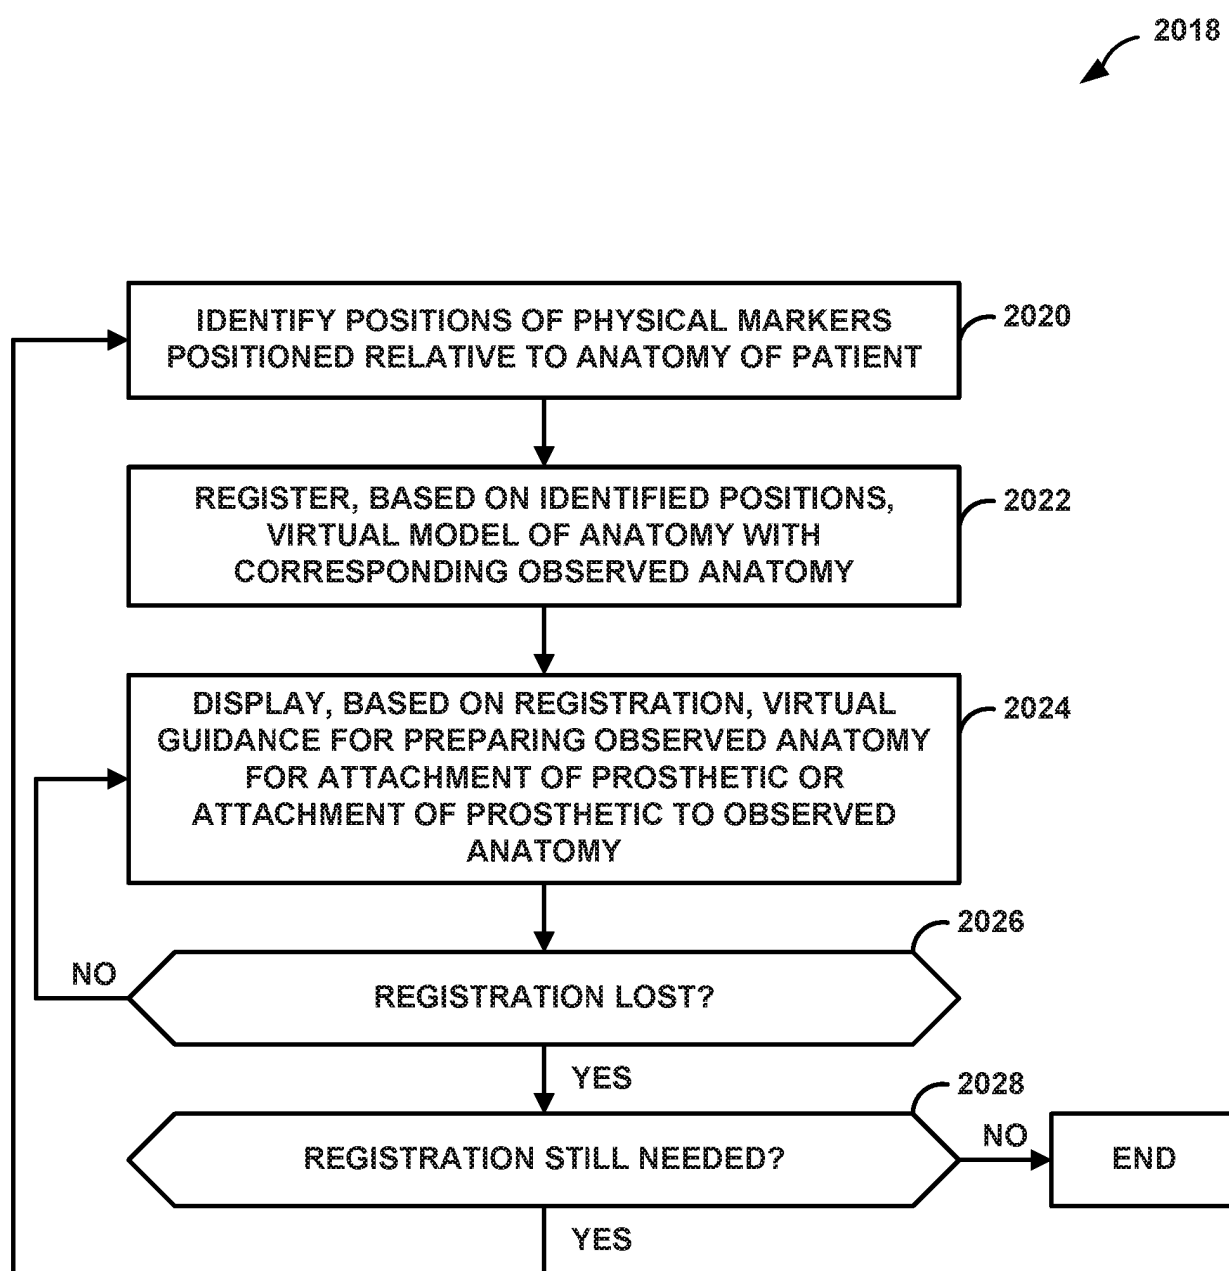 2018
IDENTIFY POSITIONS OF PHYSICAL MARKERS
POSITIONED RELATIVE TO ANATOMY OF PATIENT
2020
REGISTER, BASED ON IDENTIFIED POSITIONS,
VIRTUAL MODEL OF ANATOMY WITH
CORRESPONDING OBSERVED ANATOMY
2022
DISPLAY, BASED ON REGISTRATION, VIRTUAL
GUIDANCE FOR PREPARING OBSERVED ANATOMY
FOR ATTACHMENT OF PROSTHETIC OR
ATTACHMENT OF PROSTHETIC TO OBSERVED
ANATOMY
2024
2026
NO
REGISTRATION LOST?
YES
2028
REGISTRATION STILL NEEDED?
NO
END
YES